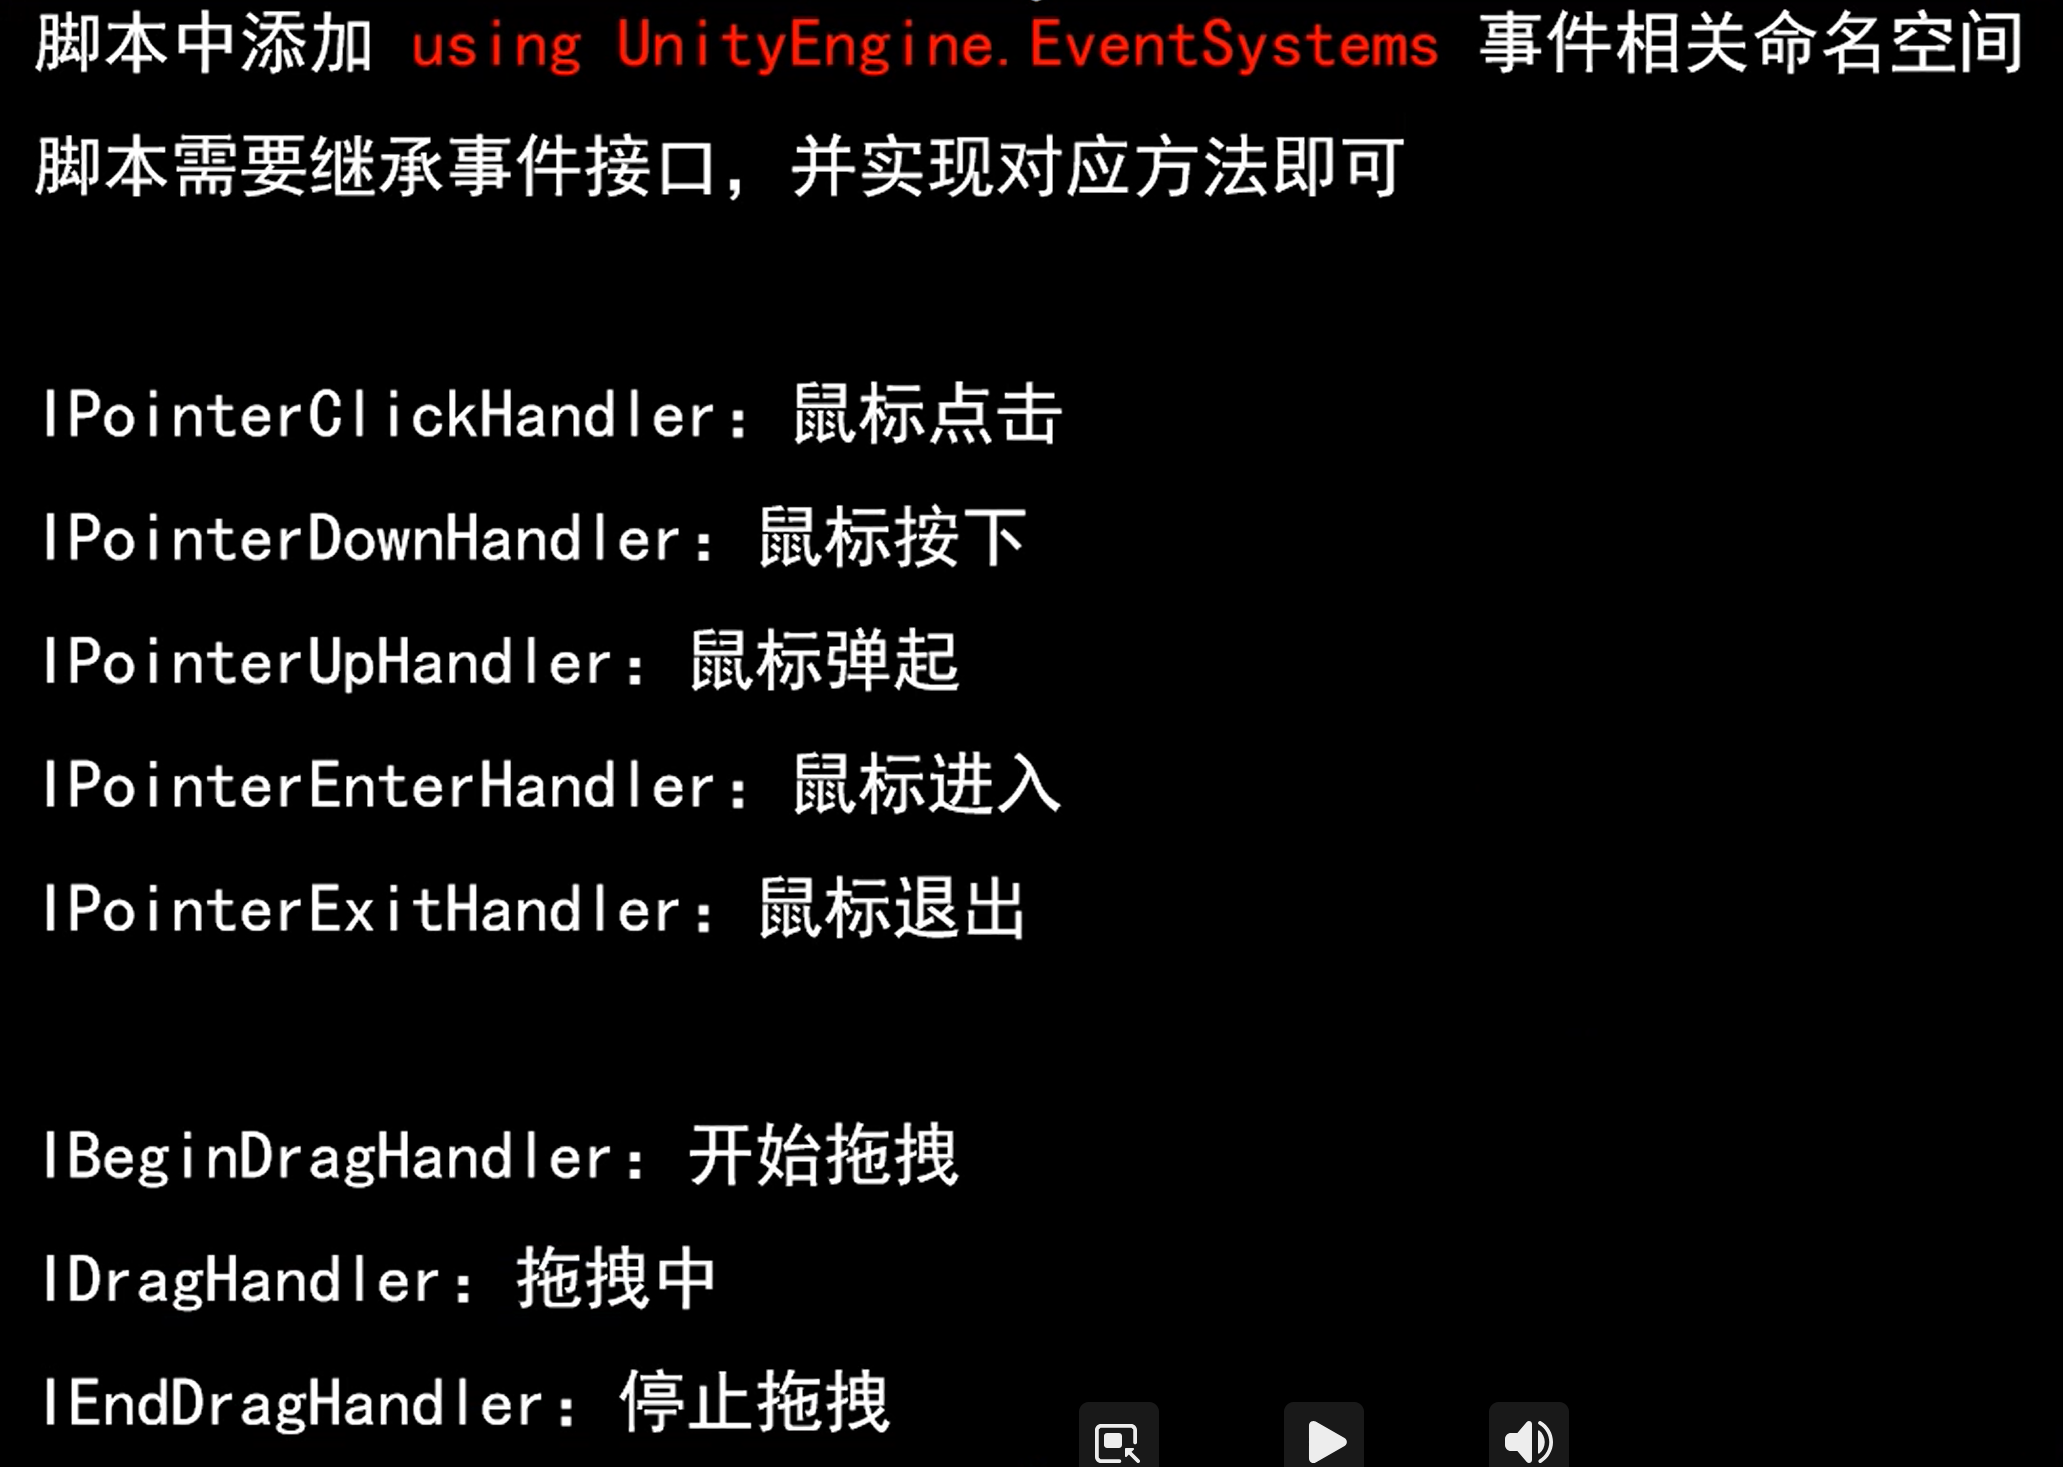 脚本中添加 using UnityEngine.EventSystems 事件相关命名空间
脚本需要继承事件接口，并实现对应方法即可
IPointerClickHandler：鼠标点击
IPointerDownHandler：鼠标按下
IPointerUpHandler：鼠标弹起
IPointerEnterHandler：鼠标进入
IPointerExitHandler：鼠标退出
IBeginDragHandler：开始拖拽
IDragHandler：拖拽中
IEndDragHandler：停止拖拽